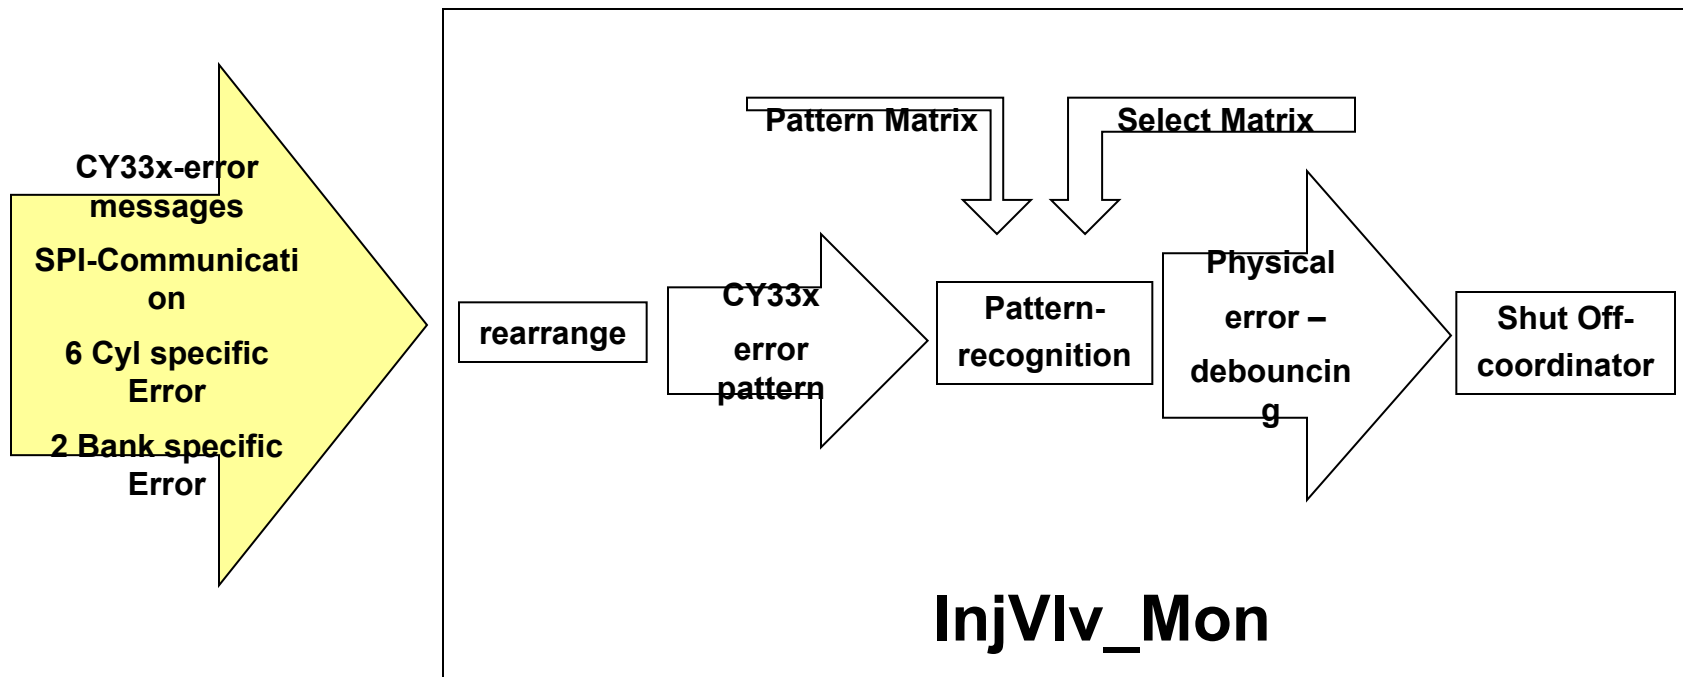 CY33x-error
messages
SPI-Communicati
on
6 Cyl specific
Error
2 Bank specific
Error
Pattern Matrix
Select Matrix
rearrange
CY33x
error
pattern
Pattern-
recognition
Physical
error –
debouncin
g
Shut Off-
coordinator
InjVlv_Mon